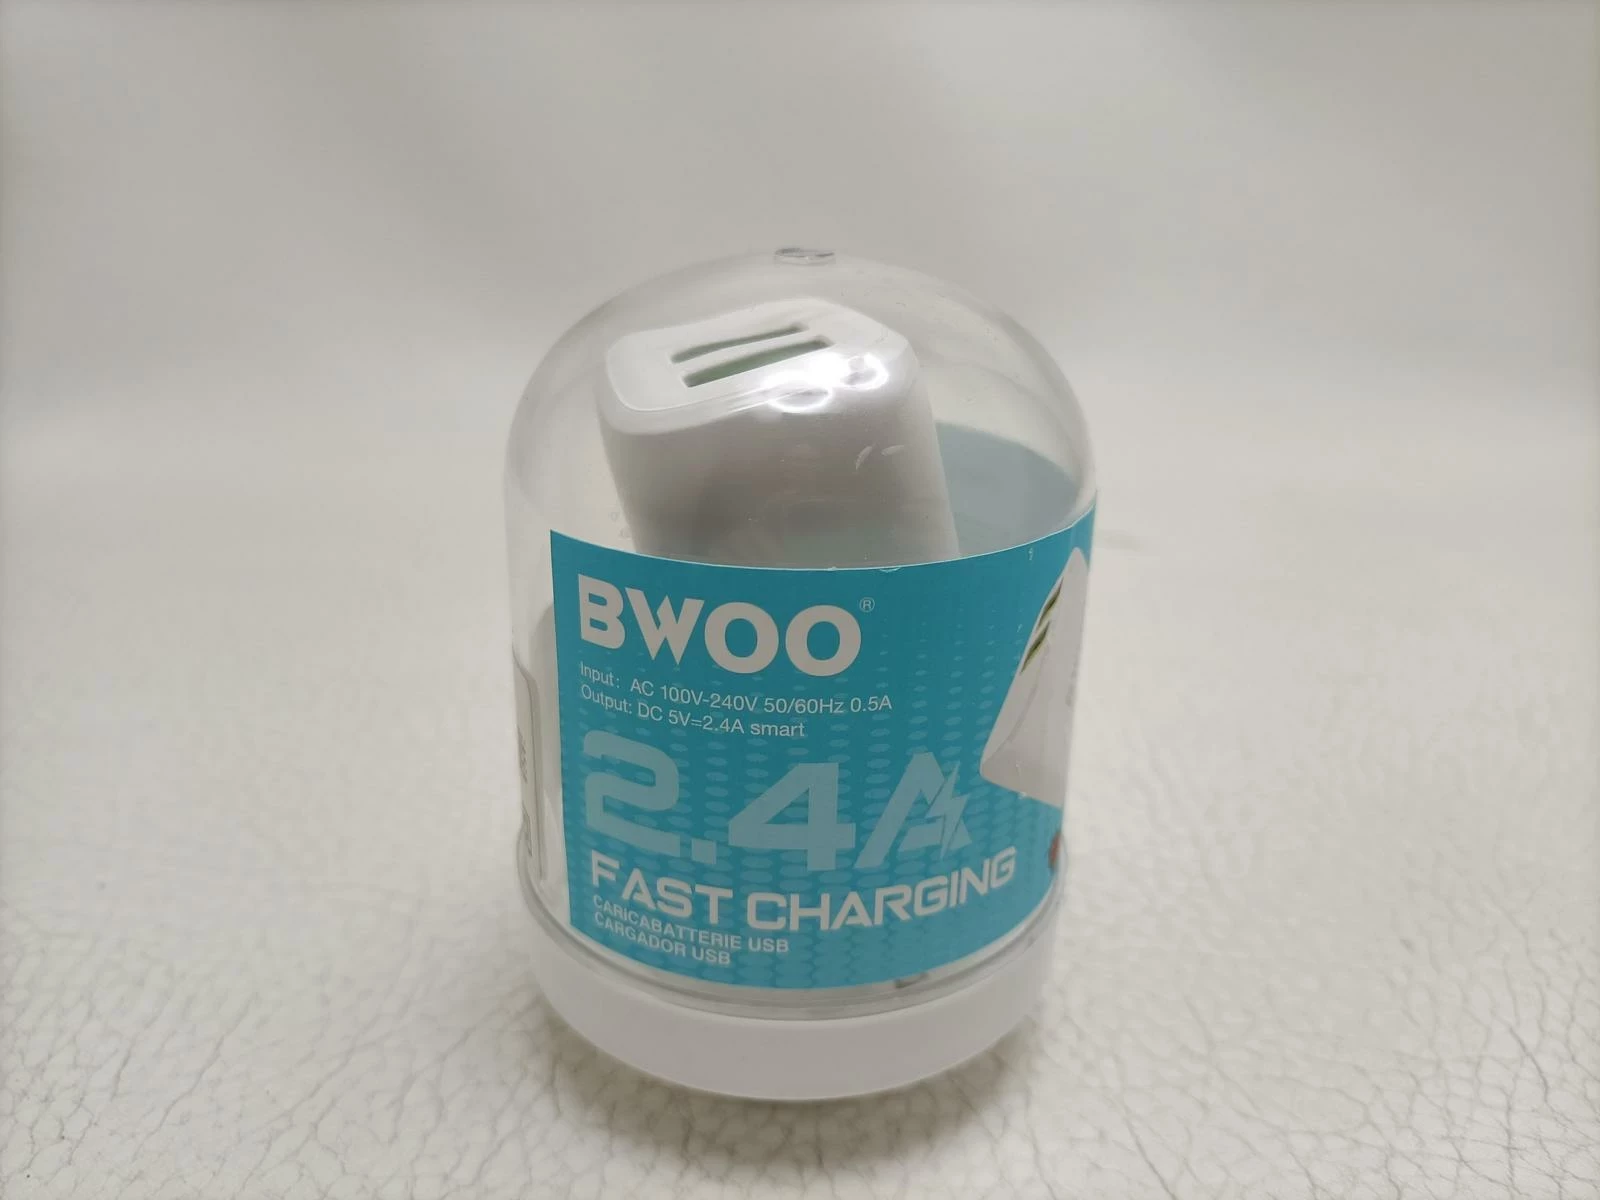 BWOO®
Input: AC 100V-240V 50/60Hz 0.5A
Output: DC 5V=2.4A smart
2.4A
FAST CHARGING
CARICABATTERIE USB
CARGADOR USB